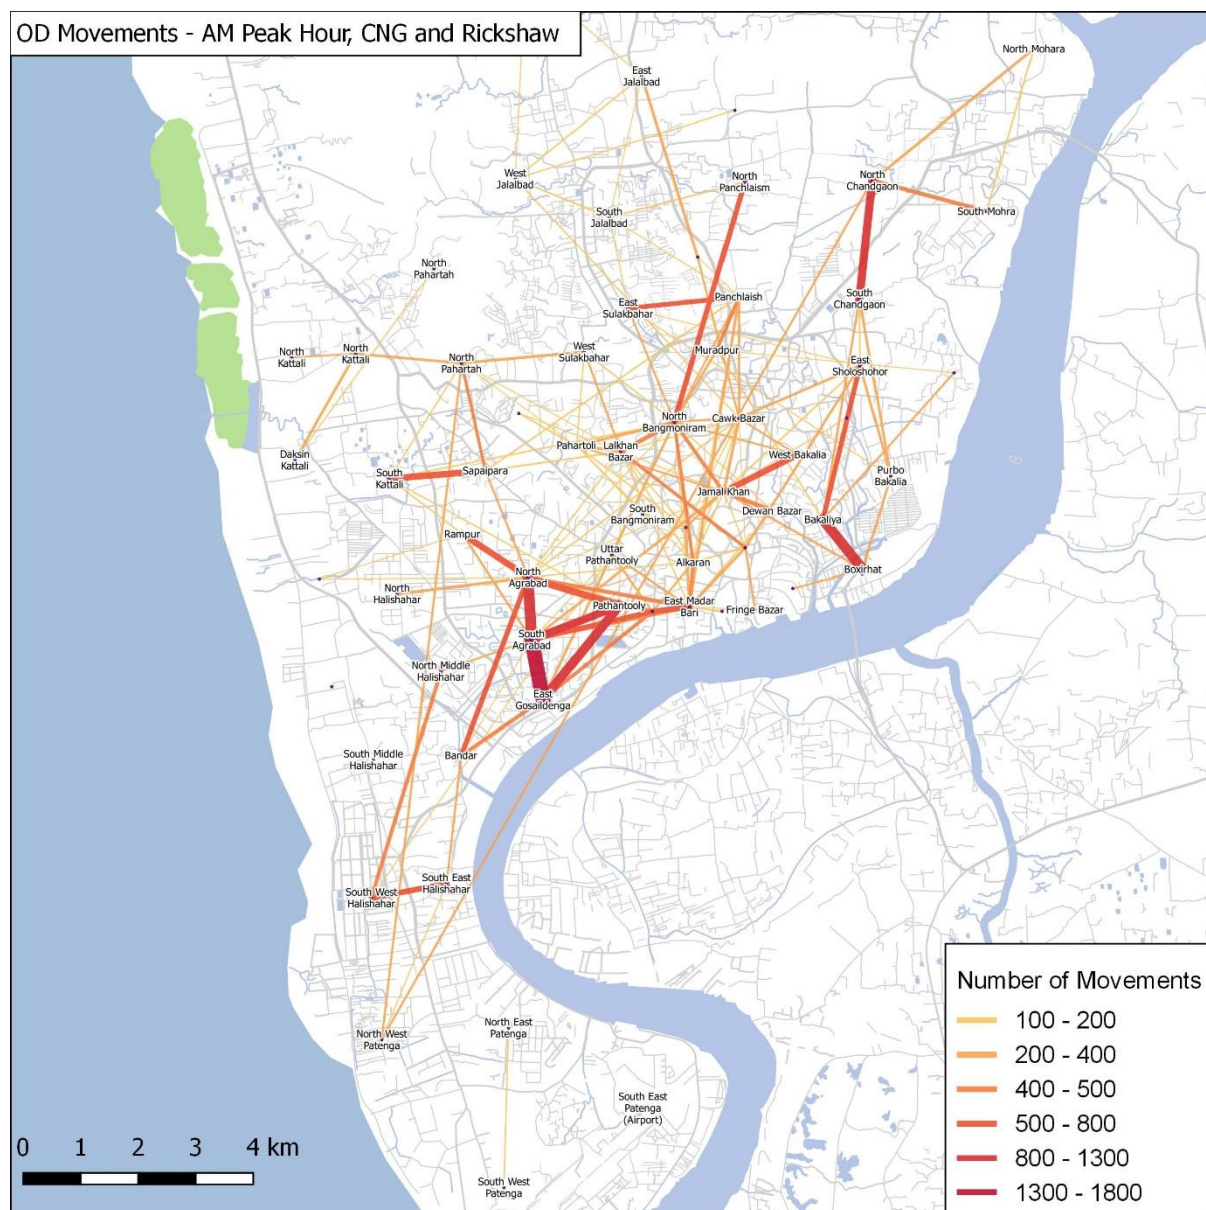 OD Movements - AM Peak Hour, CNG and Rickshaw
North Mohara
East
Jalalbad
West
Jalalbad
North
Panchlaism
North
Chandgaon
South
Jalalbad
South Mohra
North
Pahartah
East
Sulakbahar
Panchlaish
South
Chandgaon
North
Kattali
North
Kattali
North
Pahartah
West
Sulakbahar
Muradpur
East
Sholoshohor
North
Bangmoniram
Cawk Bazar
Daksin
Kattali
South
Kattali
Sapaipara
Pahartoli
Lalkhan
Bazar
West Bakalia
Purbo
Bakalia
Jamal Khan
South
Bangmoniram
Dewan Bazar
Bakaliya
Rampur
Uttar
Pathantooly
Alkaran
Boxirhat
North
Agrabad
North
Halishahar
Pathantooly
East Madar
Bari
Fringe Bazar
South
Agrabad
North Middle
Halishahar
East
Gosaildenga
South Middle
Halishahar
Bandar
South West
Halishahar
South East
Halishahar
North West
Patenga
North East
Patenga
South East
Patenga
(Airport)
South West
Patenga
0 1 2 3 4 km
Number of Movements
100 - 200
200 - 400
400 - 500
500 - 800
800 - 1300
1300 - 1800